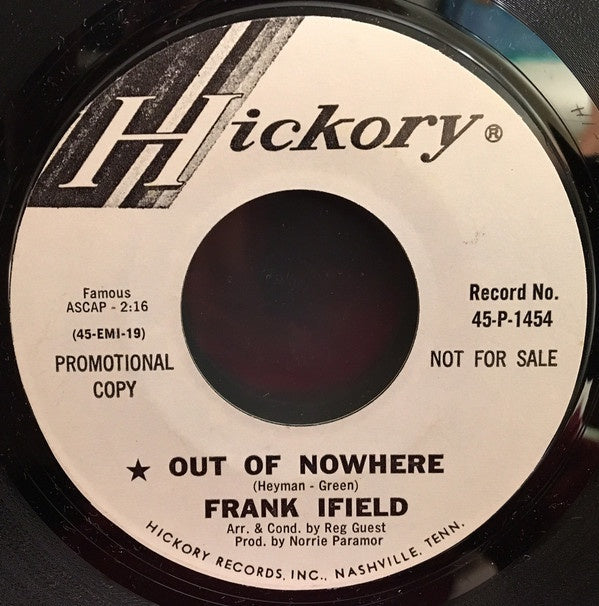 Hickory®
Famous
ASCAP - 2:16
(45-EMI-19)
PROMOTIONAL
COPY
Record No.
45-P-1454
NOT FOR SALE
★ OUT OF NOWHERE
(Heyman - Green)
FRANK IFIELD
Arr. & Cond. by Reg Guest
Prod. by Norrie Paramor
HICKORY RECORDS, INC., NASHVILLE, TENN.